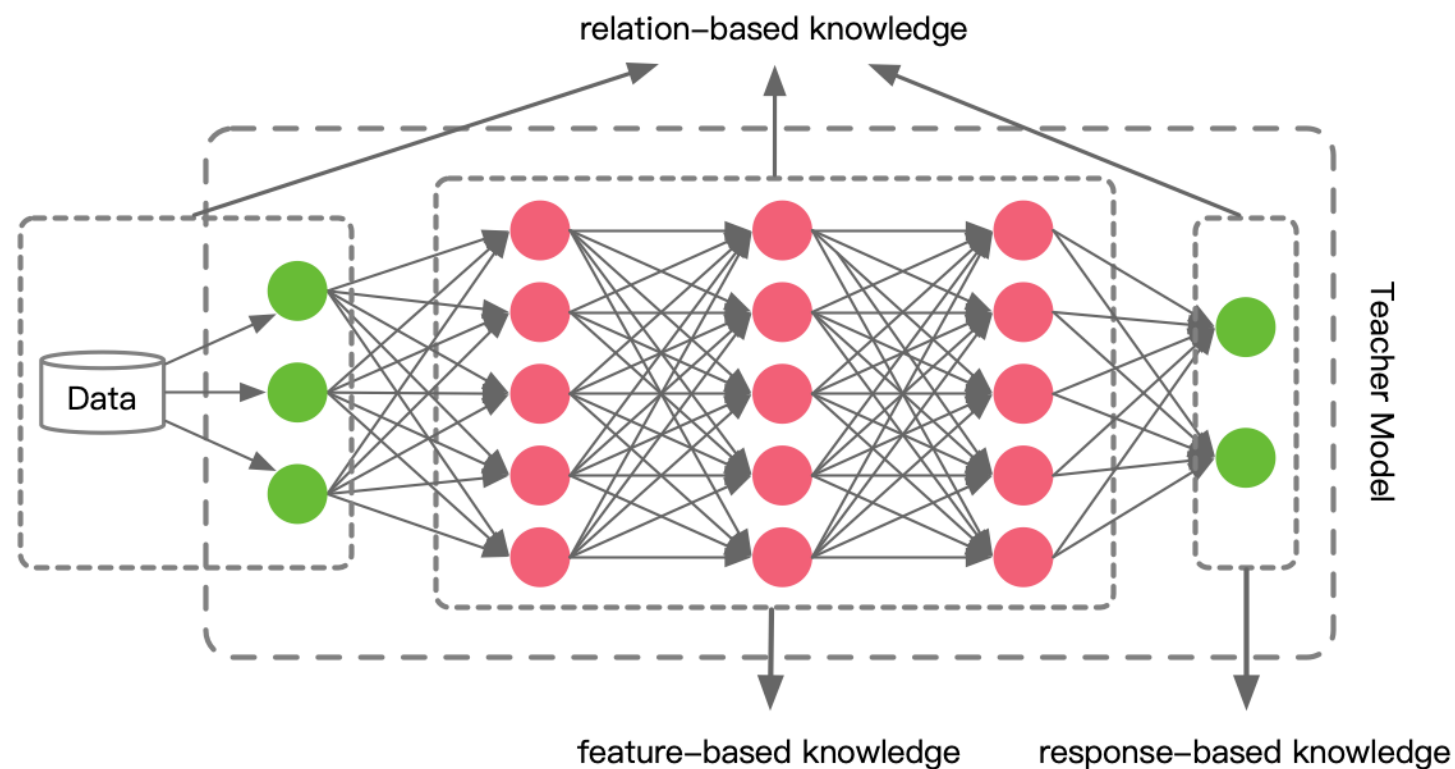 relation–based knowledge
Data
Teacher Model
feature–based knowledge
response–based knowledge